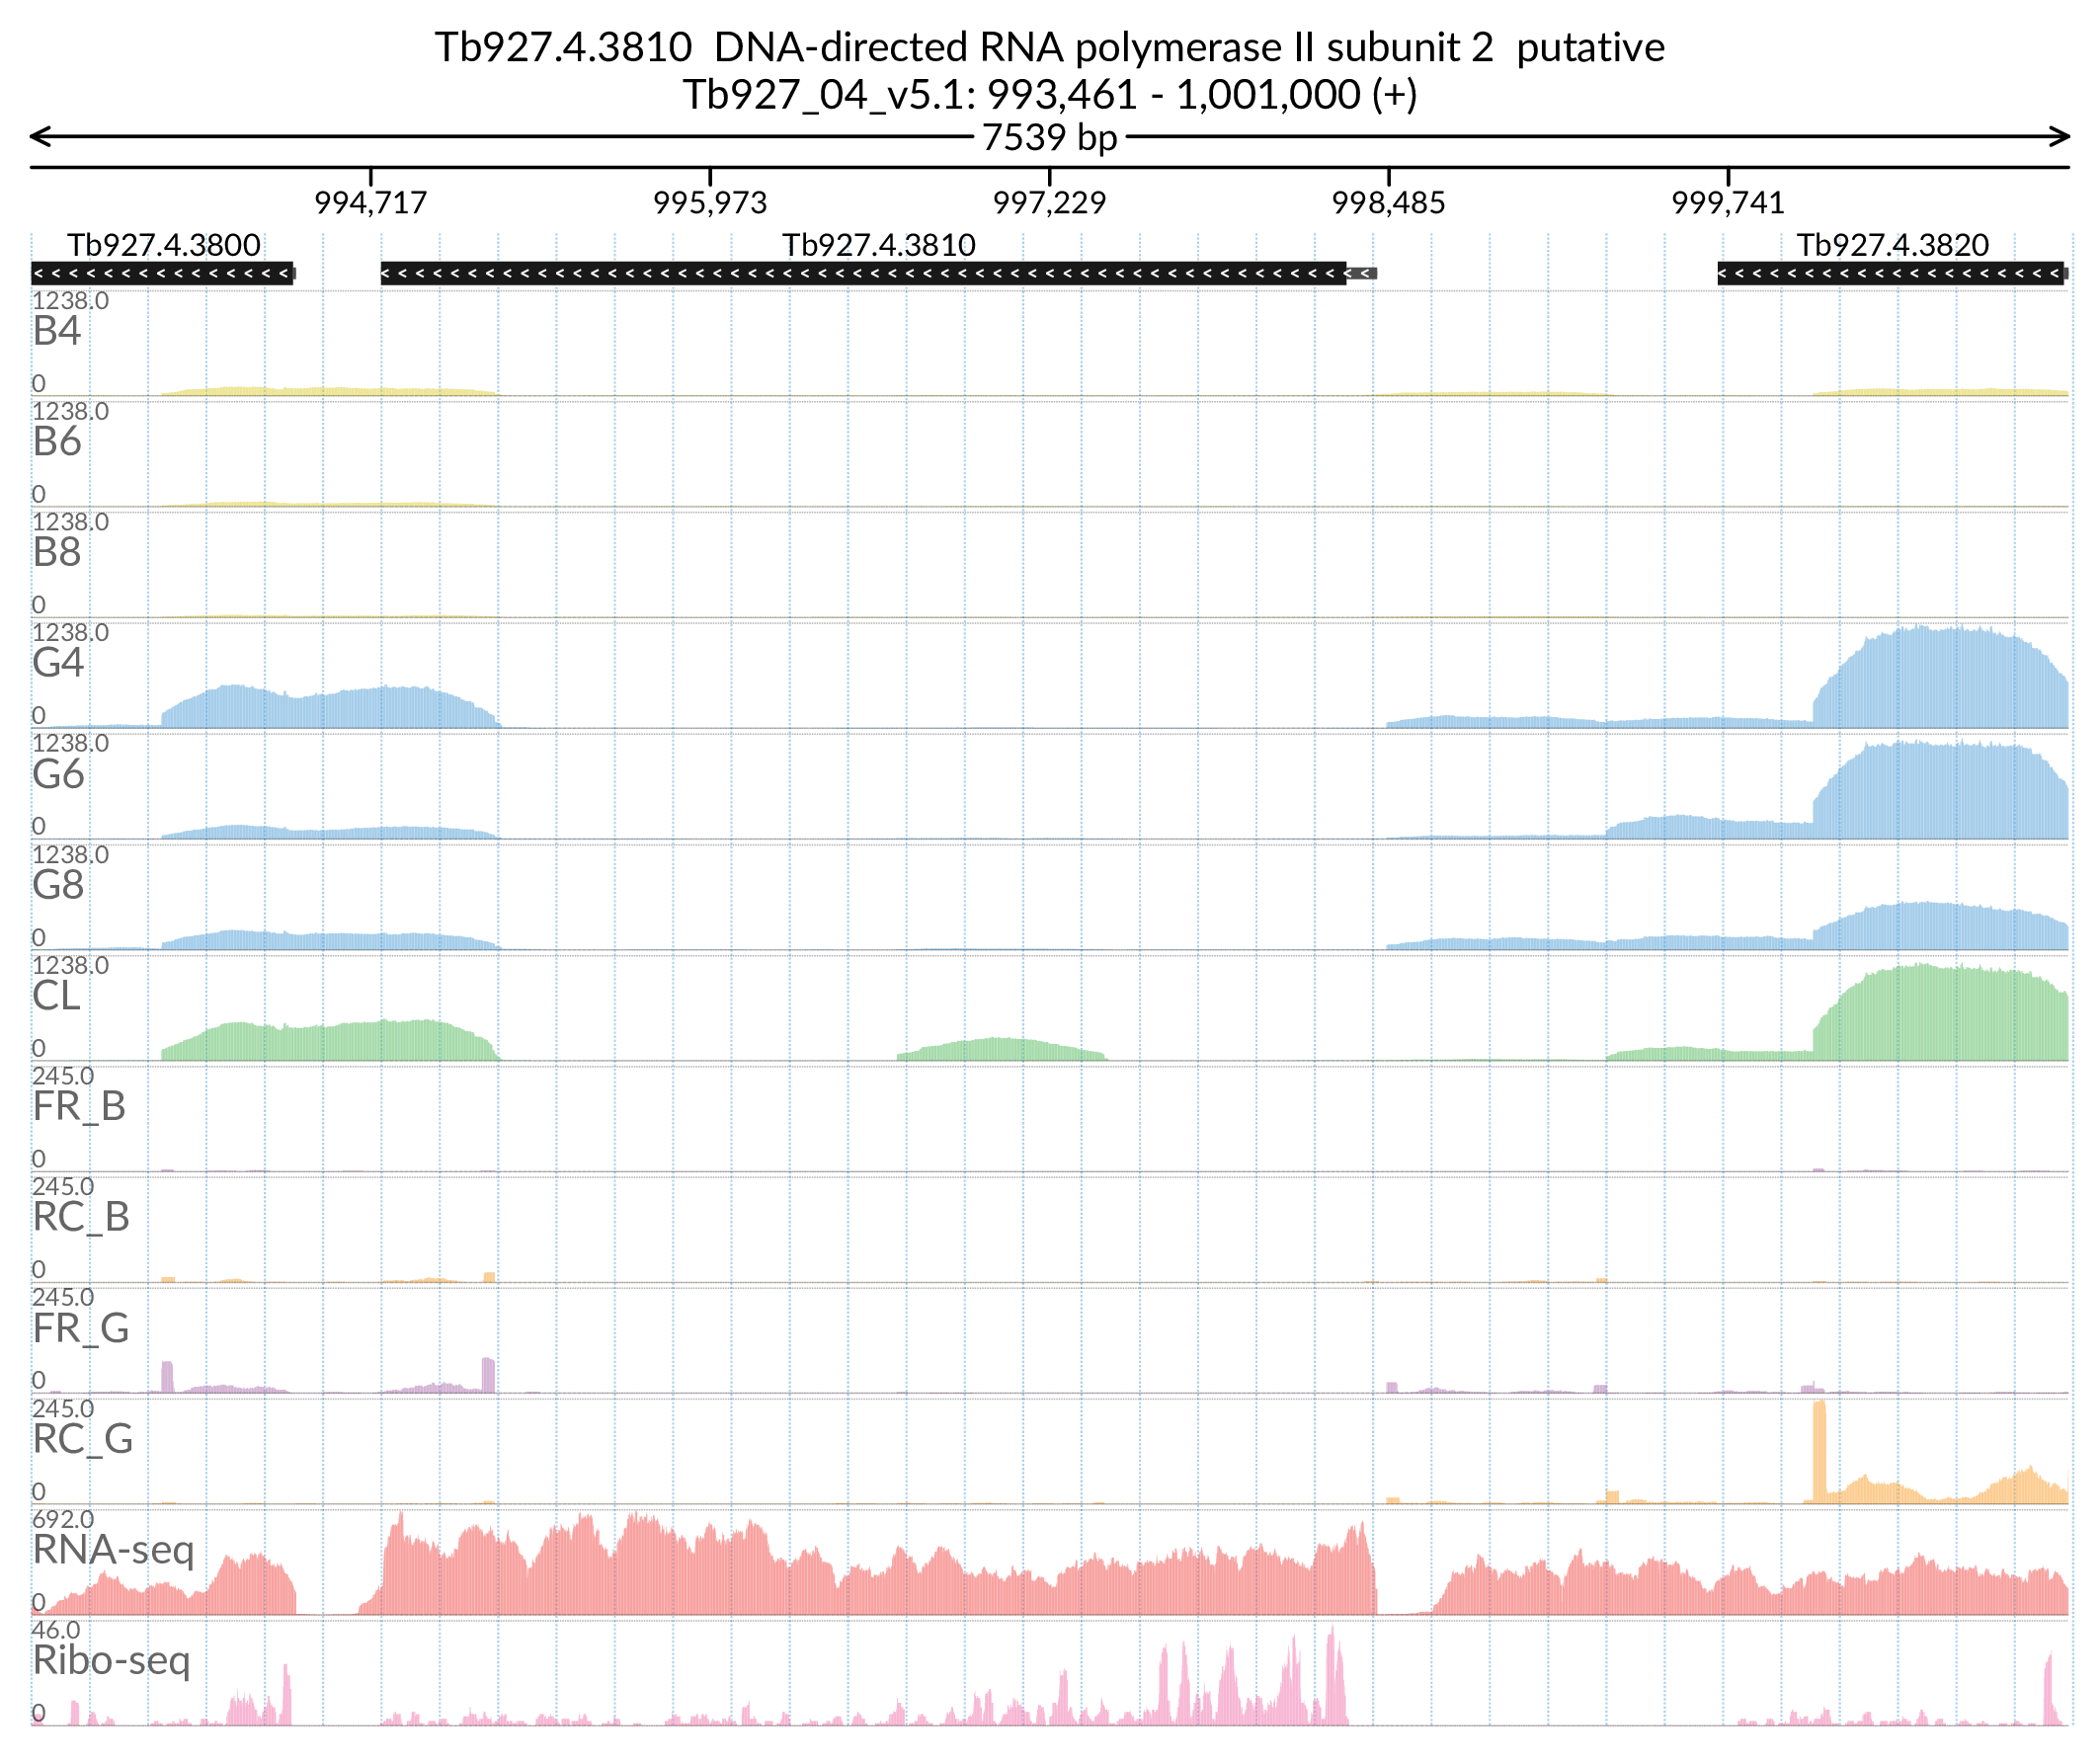 Tb927.4.3810  DNA-directed RNA polymerase II subunit 2  putative
Tb927_04_v5.1: 993,461 - 1,001,000 (+)
7539 bp
994,717 995,973 997,229 998,485 999,741
Tb927.4.3800 Tb927.4.3810 Tb927.4.3820
1238.0
B4
0
1238.0
B6
0
1238.0
B8
0
1238.0
G4
0
1238.0
G6
0
1238.0
G8
0
1238.0
CL
0
245.0
FR_B
0
245.0
RC_B
0
245.0
FR_G
0
245.0
RC_G
0
692.0
RNA-seq
0
46.0
Ribo-seq
0